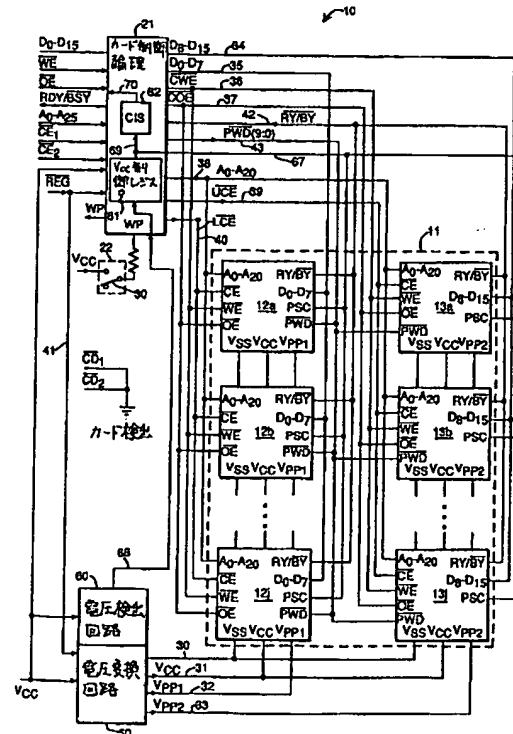 10
21
D0-D15
WE
OE
RDY/BSY
A0-A25
CE1
CE2
REG
WP
カード制御
論理
70
CIS
62
69
VCC制
御レジス
61
WP
D8-D15 64
D0-D7 35
CWE 36
COE 37
42 RY/BY
PWD(9:0)
43
67
38 A0-A20
UCE 39
LCE
40
11
22
VCC
30
41
CD1
CD2
カード検出
A0-A20 RY/BY
CE 12a D0-D7
WE PSC
OE PWD
VSS VCC VPP1
A0-A20 RY/BY
CE 13a D8-D15
WE PSC
OE
PWD
VSS VCC VPP2
A0-A20 RY/BY
CE 12b D0-D7
WE PSC
OE PWD
VSS VCC VPP1
A0-A20 RY/BY
CE 13b D8-D15
WE PSC
OE
PWD
VSS VCC VPP2
A0-A20 RY/BY
CE D0-D7
WE 12j PSC
OE PWD
VSS VCC VPP1
A0-A20 RY/BY
CE 13j D8-D15
WE PSC
OE
PWD
VSS VCC VPP2
68
60
電圧検出
回路
電圧変換
回路
VCC
50
30
VCC 31
VPP1 32
VPP2 33